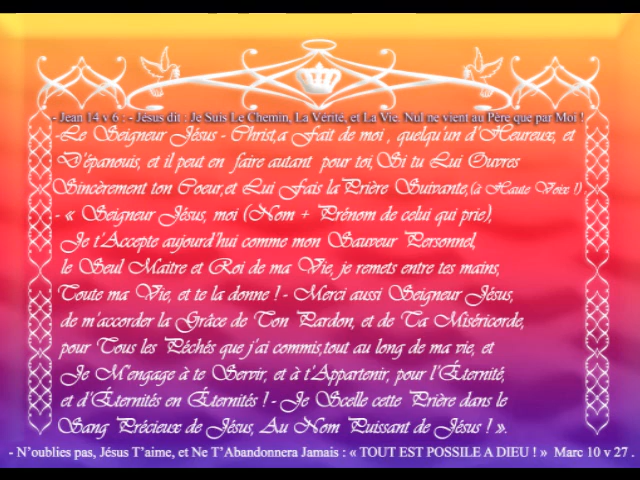 - Jean 14 v 6 : - Jésus dit : Je Suis Le Chemin, La Vérité, et La Vie. Nul ne vient au Père que par Moi !
-Le Seigneur Jésus - Christ,a Fait de moi , quelqu'un d'Heureux, et
D'épanouis, et il peut en faire autant pour toi,Si tu Lui Ouvres
Sincèrement ton Coeur,et Lui Fais la Prière Suivante,(à Haute Voix !)
- « Seigneur Jésus, moi (Nom + Prénom de celui qui prie),
Je t'Accepte aujourd'hui comme mon Sauveur Personnel,
le Seul Maitre et Roi de ma Vie, je remets entre tes mains,
Toute ma Vie, et te la donne ! - Merci aussi Seigneur Jésus,
de m'accorder la Grâce de Ton Pardon, et de Ta Miséricorde,
pour Tous les Péchés que j'ai commis,tout au long de ma vie, et
Je M'engage à te Servir, et à t'Appartenir, pour l'Éternité,
et d'Éternités en Éternités ! - Je Scelle cette Prière dans le
Sang Précieux de Jésus, Au Nom Puissant de Jésus ! ».
- N'oublies pas, Jésus T'aime, et Ne T'Abandonnera Jamais : « TOUT EST POSSILE A DIEU ! » Marc 10 v 27 .